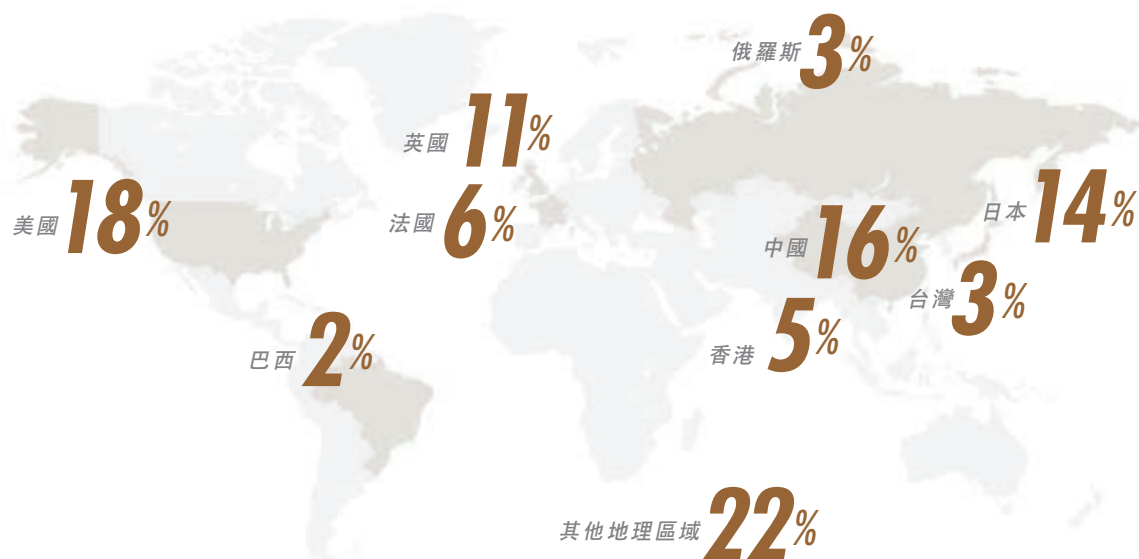 俄羅斯 3%
英國 11%
美國 18%
法國 6%
日本 14%
中國 16%
台灣 3%
香港 5%
巴西 2%
其他地理區域 22%